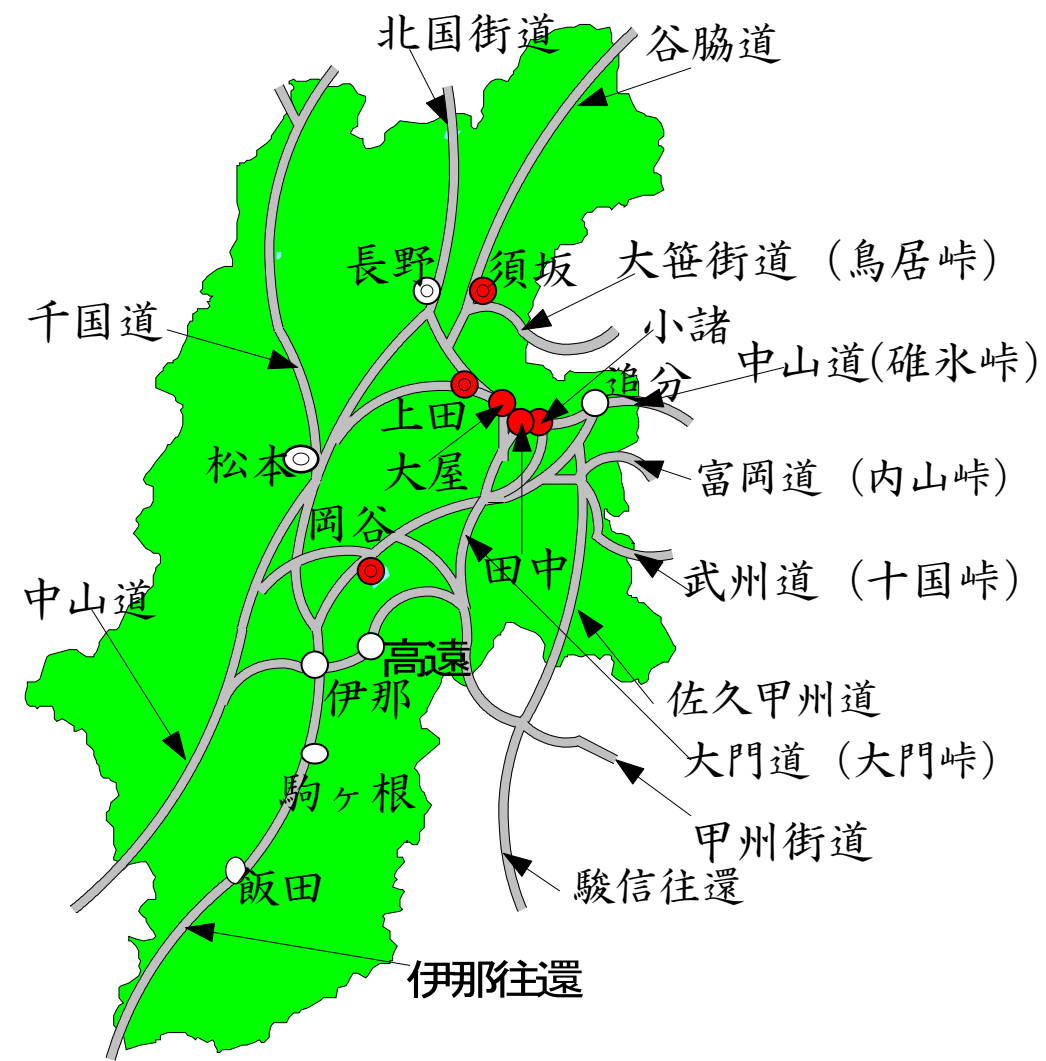 北国街道
谷脇道
長野
須坂
大笹街道（鳥居峠）
千国道
小諸
中山道(碓氷峠)
追分
上田
松本
大屋
富岡道（内山峠）
岡谷
田中
武州道（十国峠）
中山道
高遠
伊那
佐久甲州道
大門道（大門峠）
駒ヶ根
甲州街道
飯田
駿信往還
伊那往還